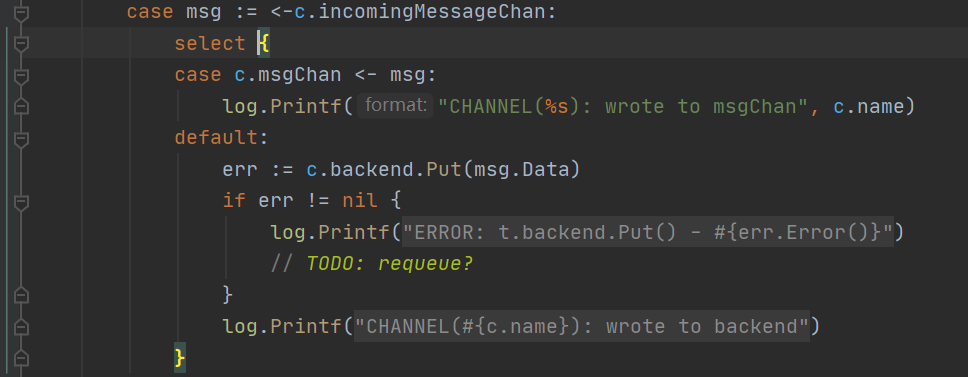 case msg := <-c.incomingMessageChan:
select {
case c.msgChan <- msg:
log.Printf( format: "CHANNEL(%s): wrote to msgChan", c.name)
default:
err := c.backend.Put(msg.Data)
if err != nil {
log.Printf("ERROR: t.backend.Put() - #{err.Error()}")
// TODO: requeue?
}
log.Printf("CHANNEL(#{c.name}): wrote to backend")
}